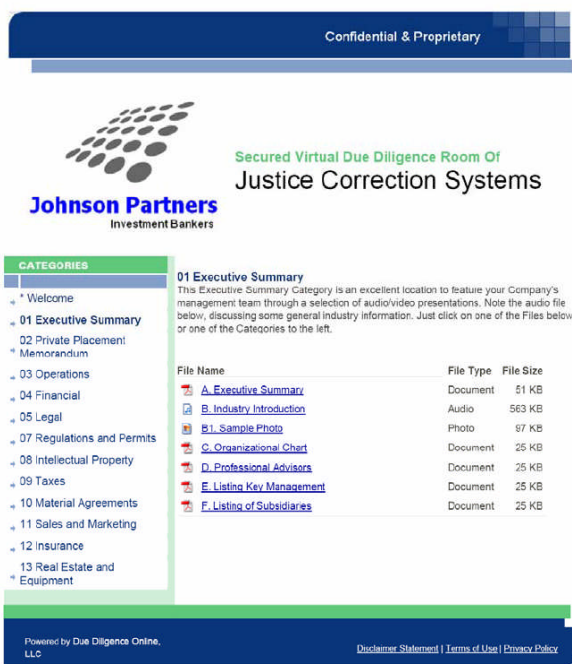 Confidential & Proprietary
Secured Virtual Due Diligence Room Of
Justice Correction Systems
Johnson Partners
Investment Bankers
CATEGORIES
* Welcome
01 Executive Summary
02 Private Placement
Memorandum
03 Operations
04 Financial
05 Legal
07 Regulations and Permits
08 Intellectual Property
09 Taxes
10 Material Agreements
11 Sales and Marketing
12 Insurance
13 Real Estate and
Equipment
01 Executive Summary
This Executive Summary Category is an excellent location to feature your Company's
management team through a selection of audio/video presentations. Note the audio file
below, discussing some general industry information. Just click on one of the Files below
or one of the Categories to the left.
File Name File Type File Size
A. Executive Summary Document 51 KB
B. Industry Introduction Audio 563 KB
B1. Sample Photo Photo 97 KB
C. Organizational Chart Document 25 KB
D. Professional Advisors Document 25 KB
E. Listing Key Management Document 25 KB
F. Listing of Subsidiaries Document 25 KB
Powered by Due Diligence Online,
LLC
Disclaimer Statement | Terms of Use | Privacy Policy